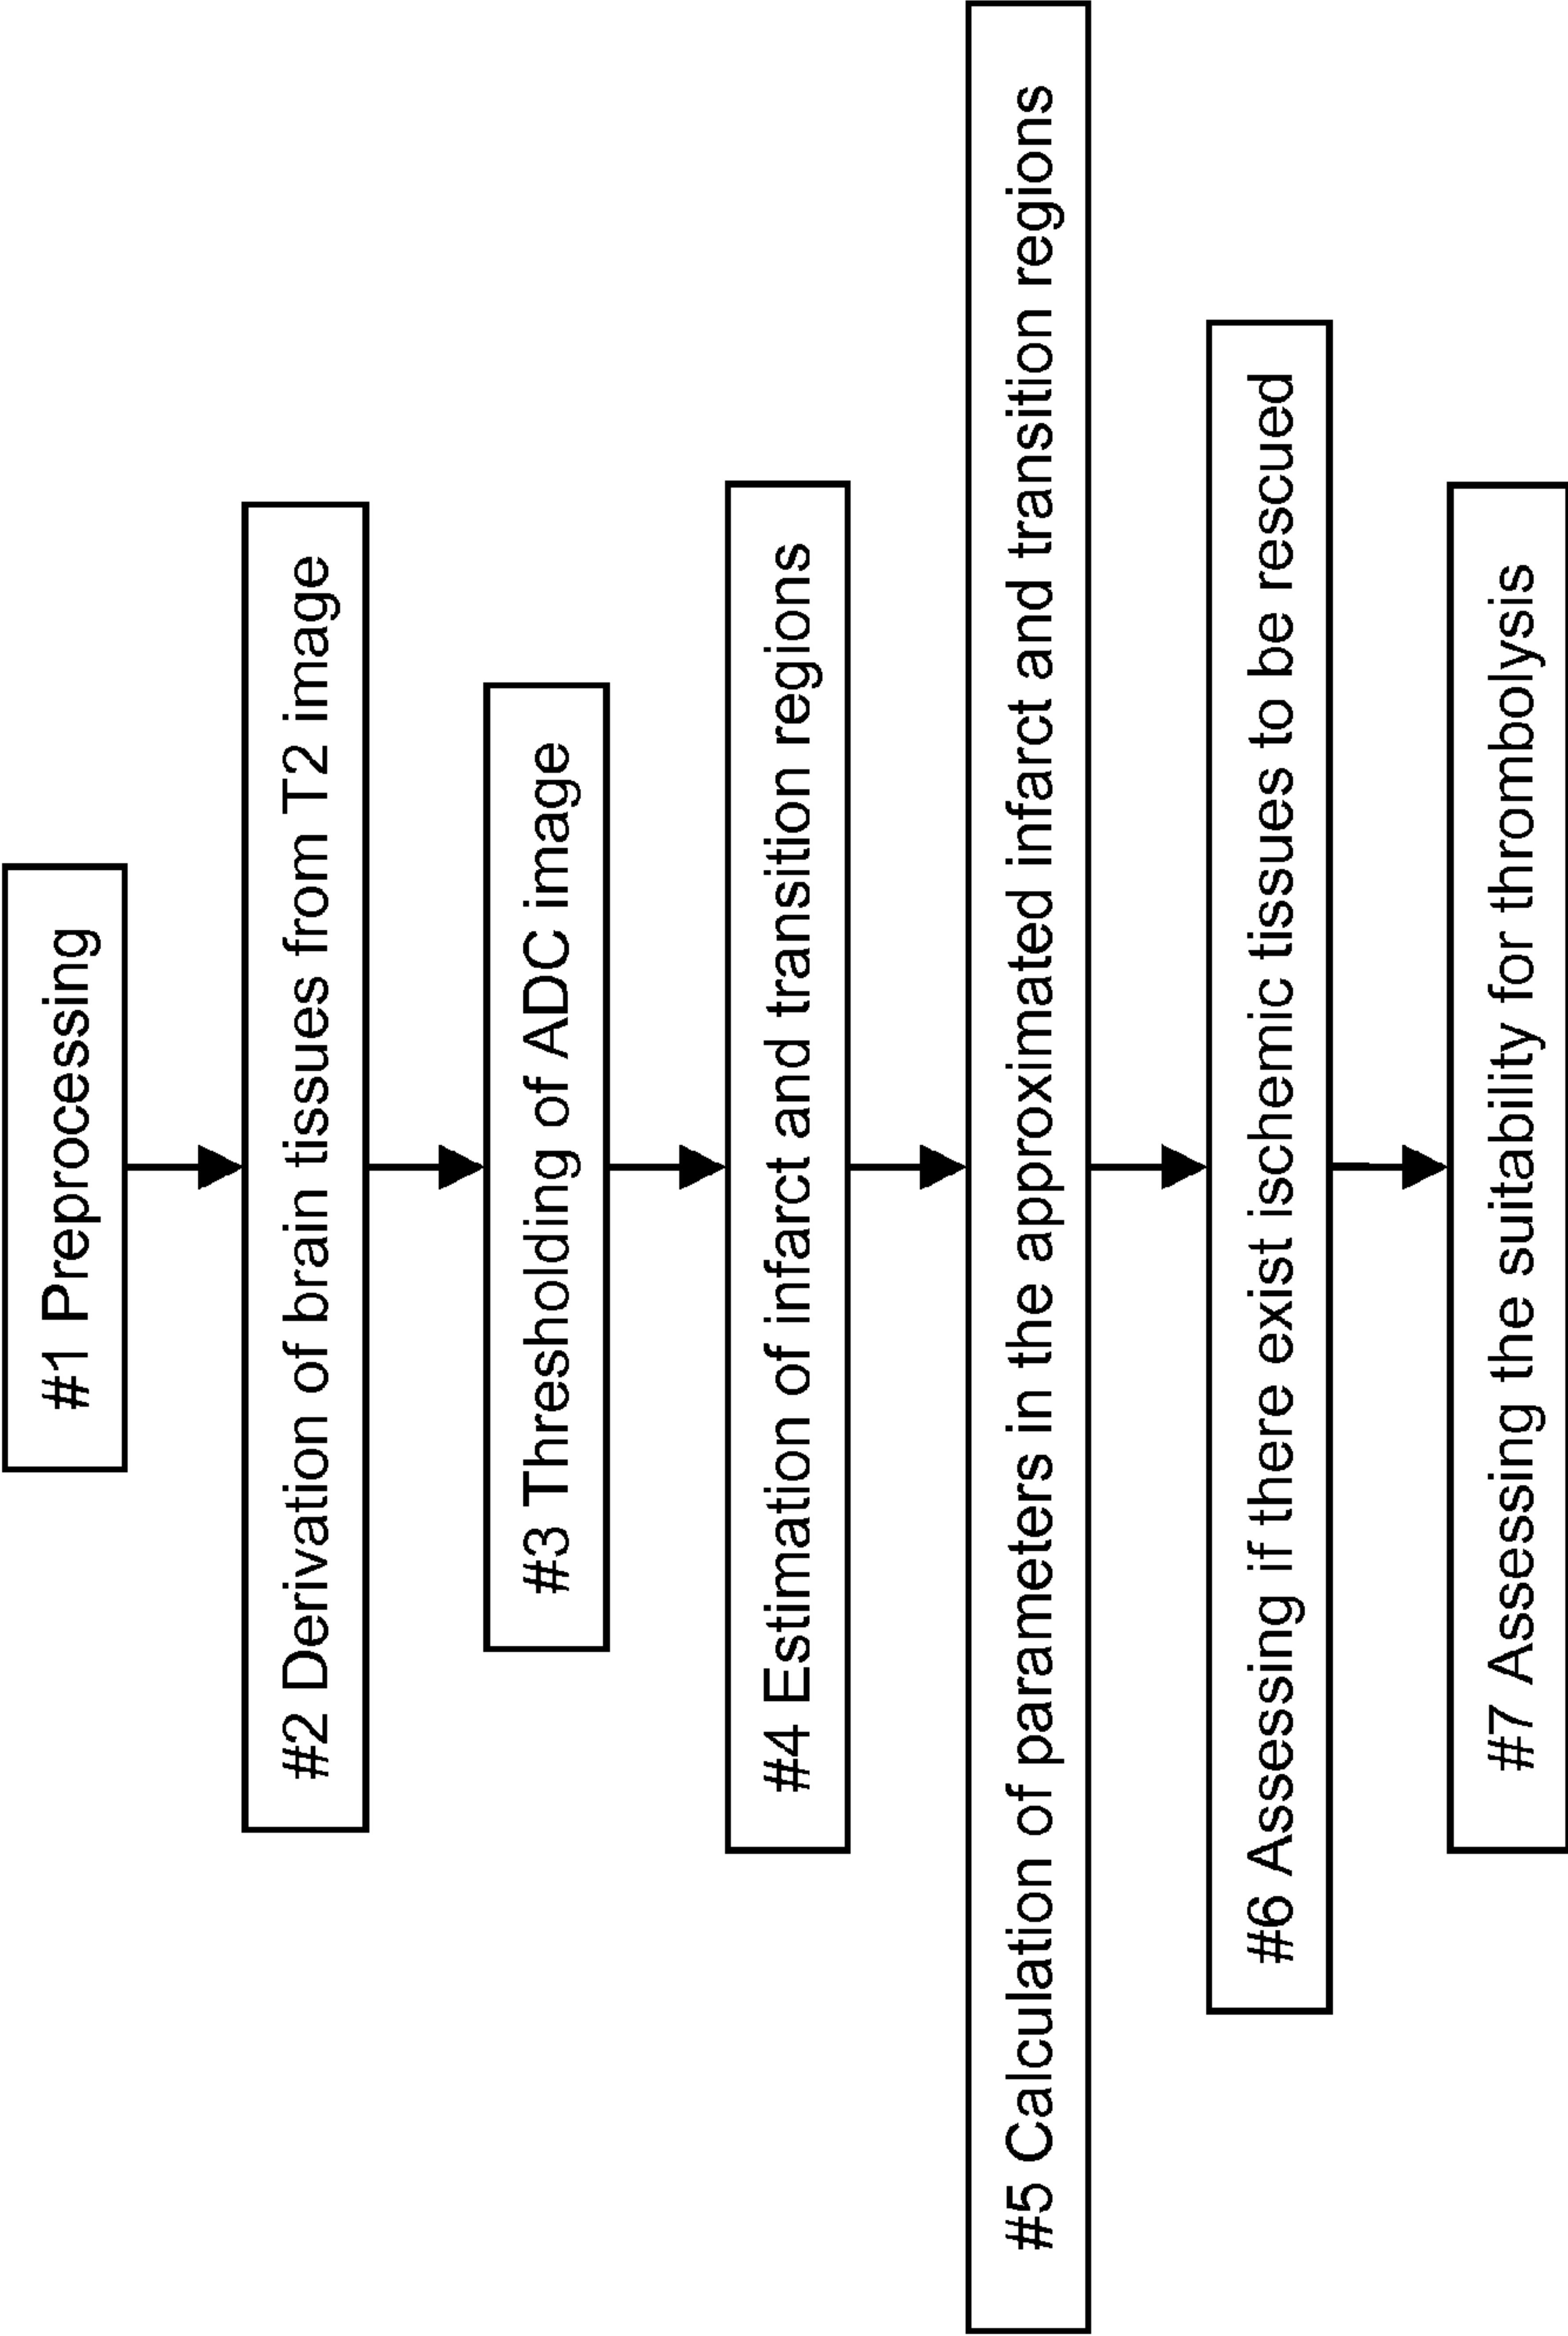 #1 Preprocessing
#2 Derivation of brain tissues from T2 image
#3 Thresholding of ADC image
#4 Estimation of infarct and transition regions
#5 Calculation of parameters in the approximated infarct and transition regions
#6 Assessing if there exist ischemic tissues to be rescued
#7 Assessing the suitability for thrombolysis